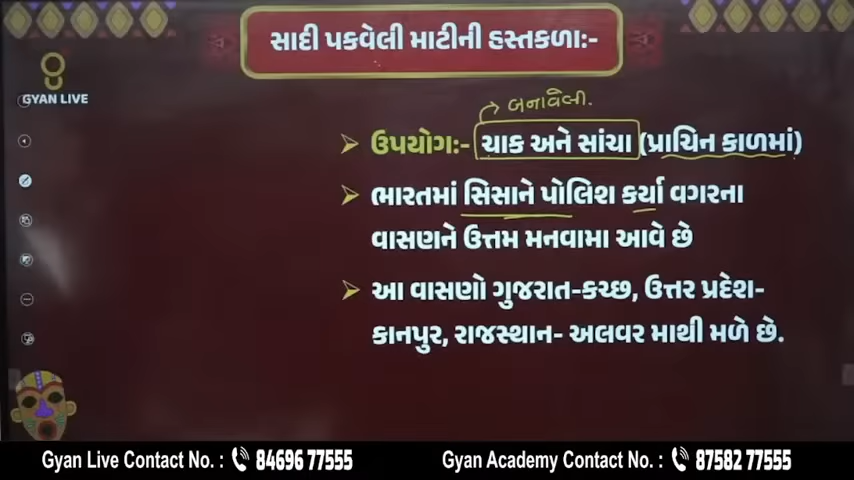 સાદી પકવેલી માટીની હસ્તકળા:-
GYAN LIVE
બનાવેલી.
ઉપયોગ:- ચાક અને સાંચા (પ્રાચિન કાળમાં)
ભારતમાં સિસાને પોલિશ કર્યા વગરના
વાસણને ઉત્તમ મનવામા આવે છે
આ વાસણો ગુજરાત-કચ્છ, ઉત્તર પ્રદેશ-
કાનપુર, રાજસ્થાન- અલવર માથી મળે છે.
Gyan Live Contact No. : 84696 77555 Gyan Academy Contact No. : 87582 77555